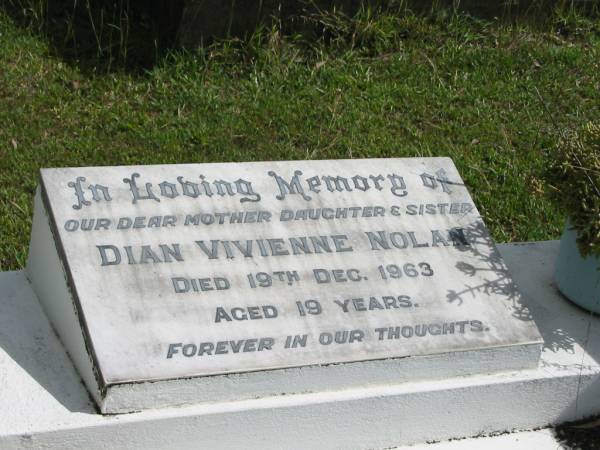 In Loving Memory of
OUR DEAR MOTHER DAUGHTER & SISTER
DIAN VIVIENNE NOLAN
DIED 19TH DEC. 1963
AGED 19 YEARS.
FOREVER IN OUR THOUGHTS.